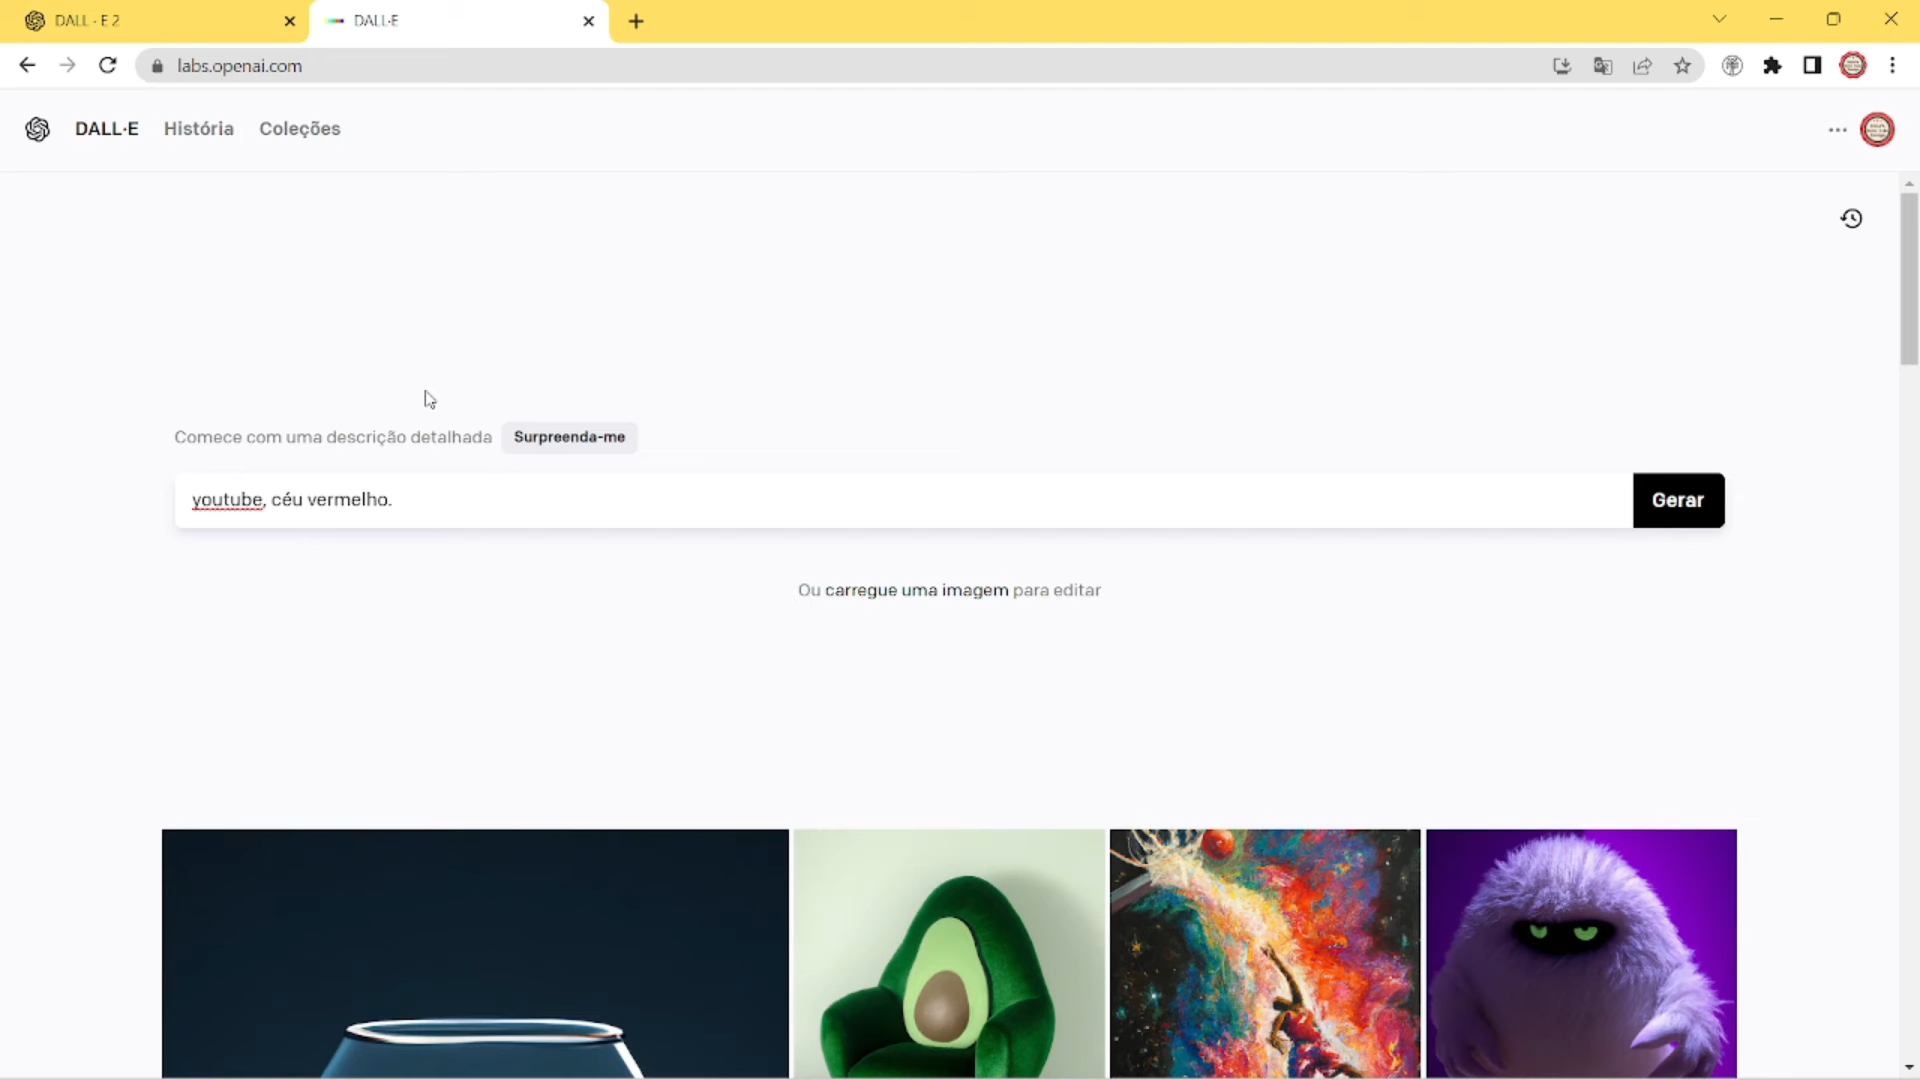 DALL · E 2
DALL·E
labs.openai.com
DALL·E História Coleções
Comece com uma descrição detalhada Surpreenda-me
youtube, céu vermelho. Gerar
Ou carregue uma imagem para editar